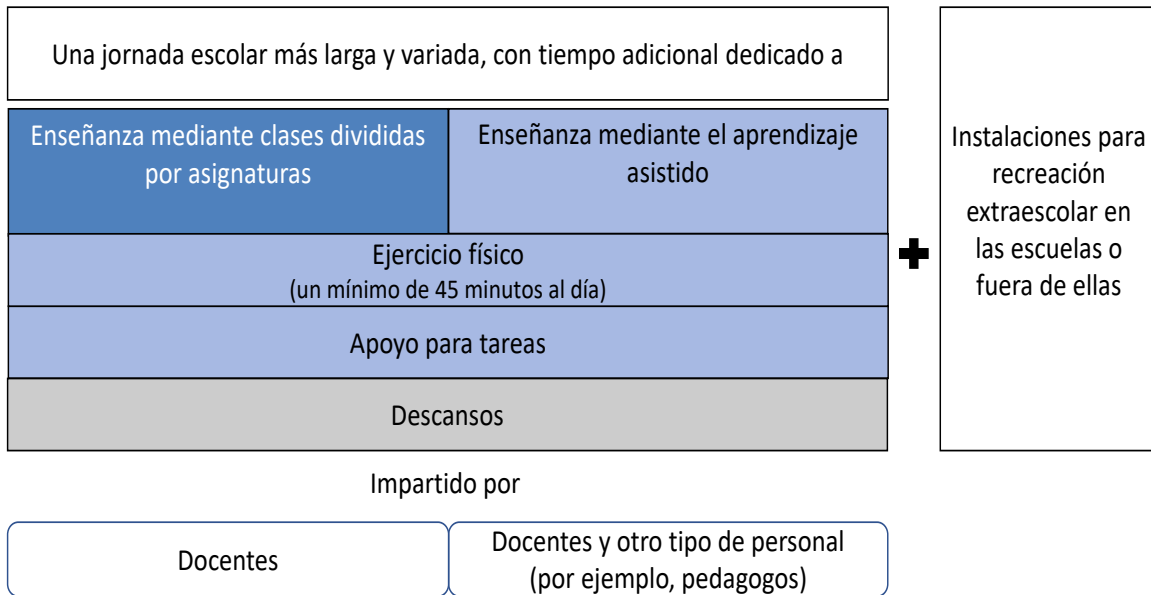 Una jornada escolar más larga y variada, con tiempo adicional dedicado a
Enseñanza mediante clases divididas
por asignaturas
Enseñanza mediante el aprendizaje
asistido
Ejercicio físico
(un mínimo de 45 minutos al día)
Apoyo para tareas
Descansos
Instalaciones para
recreación
extraescolar en
las escuelas o
fuera de ellas
Impartido por
Docentes
Docentes y otro tipo de personal
(por ejemplo, pedagogos)